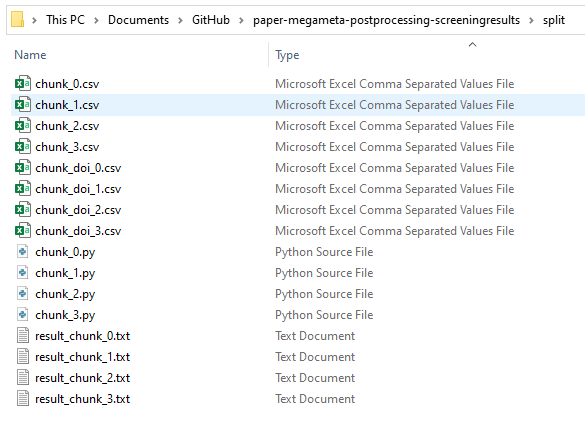 This PC > Documents > GitHub > paper-megameta-postprocessing-screeningresults > split
Name Type
chunk_0.csv Microsoft Excel Comma Separated Values File
chunk_1.csv Microsoft Excel Comma Separated Values File
chunk_2.csv Microsoft Excel Comma Separated Values File
chunk_3.csv Microsoft Excel Comma Separated Values File
chunk_doi_0.csv Microsoft Excel Comma Separated Values File
chunk_doi_1.csv Microsoft Excel Comma Separated Values File
chunk_doi_2.csv Microsoft Excel Comma Separated Values File
chunk_doi_3.csv Microsoft Excel Comma Separated Values File
chunk_0.py Python Source File
chunk_1.py Python Source File
chunk_2.py Python Source File
chunk_3.py Python Source File
result_chunk_0.txt Text Document
result_chunk_1.txt Text Document
result_chunk_2.txt Text Document
result_chunk_3.txt Text Document